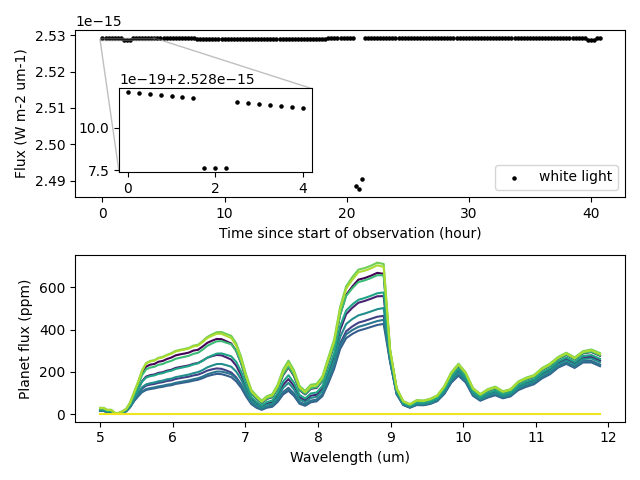 1e−15
2.53
2.52
2.51
2.50
2.49
Flux (W m-2 um-1)
1e−19+2.528e−15
10.0
7.5
0 2 4
white light
0 10 20 30 40
Time since start of observation (hour)
600
400
200
0
Planet flux (ppm)
5 6 7 8 9 10 11 12
Wavelength (um)